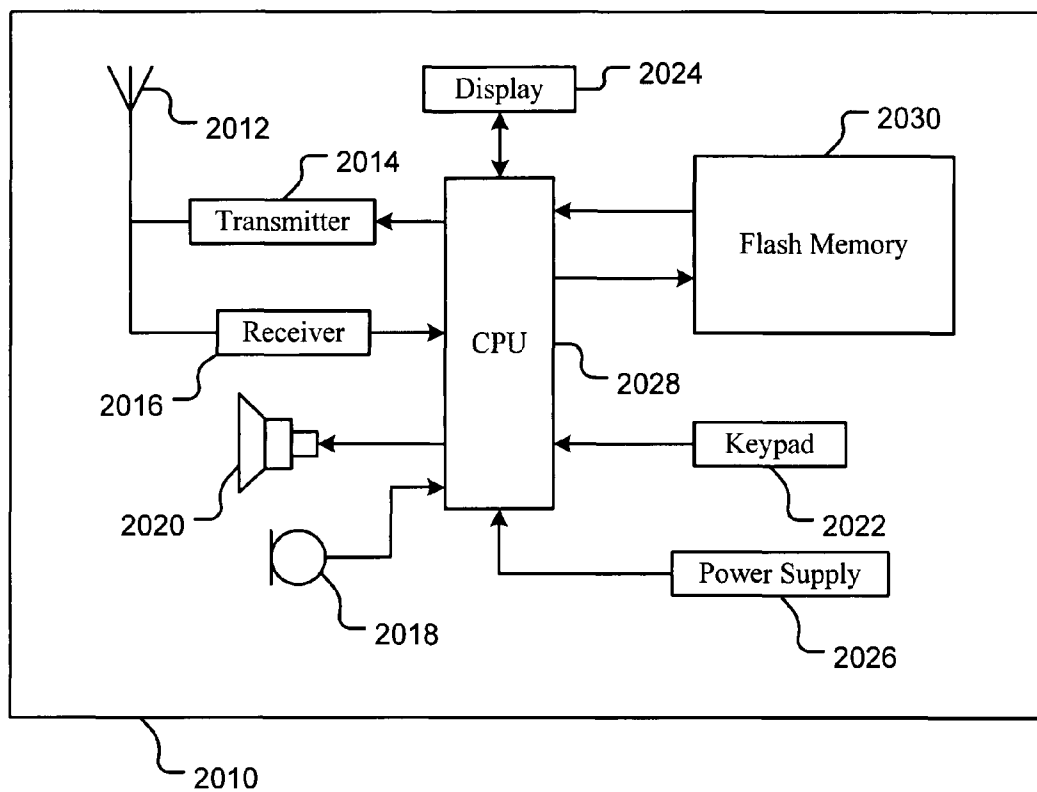 Display
2024
2012
2030
2014
Transmitter
Flash Memory
Receiver
CPU
2028
2016
Keypad
2020
2022
Power Supply
2018
2026
2010